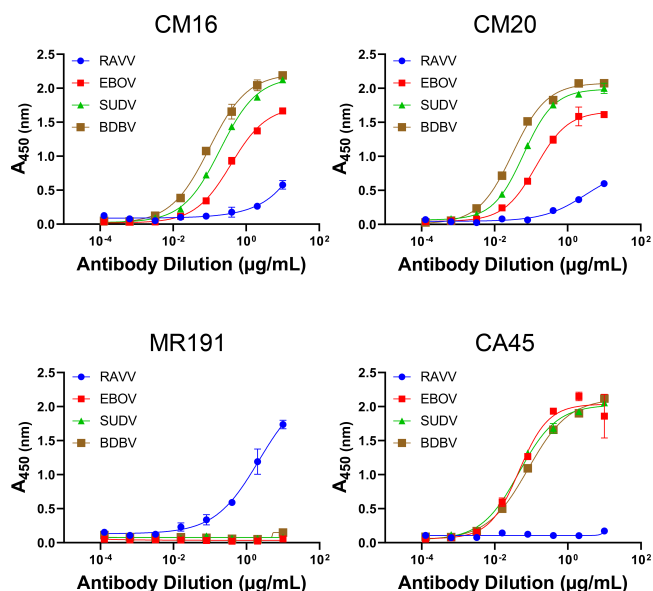 CM16
RAVV
EBOV
SUDV
BDBV
2.5
2.0
1.5
1.0
0.5
0.0
A450 (nm)
10-4 10-2 100 102
Antibody Dilution (µg/mL)
CM20
RAVV
EBOV
SUDV
BDBV
2.5
2.0
1.5
1.0
0.5
0.0
A450 (nm)
10-4 10-2 100 102
Antibody Dilution (µg/mL)
MR191
RAVV
EBOV
SUDV
BDBV
2.5
2.0
1.5
1.0
0.5
0.0
A450 (nm)
10-4 10-2 100 102
Antibody Dilution (µg/mL)
CA45
RAVV
EBOV
SUDV
BDBV
2.5
2.0
1.5
1.0
0.5
0.0
A450 (nm)
10-4 10-2 100 102
Antibody Dilution (µg/mL)